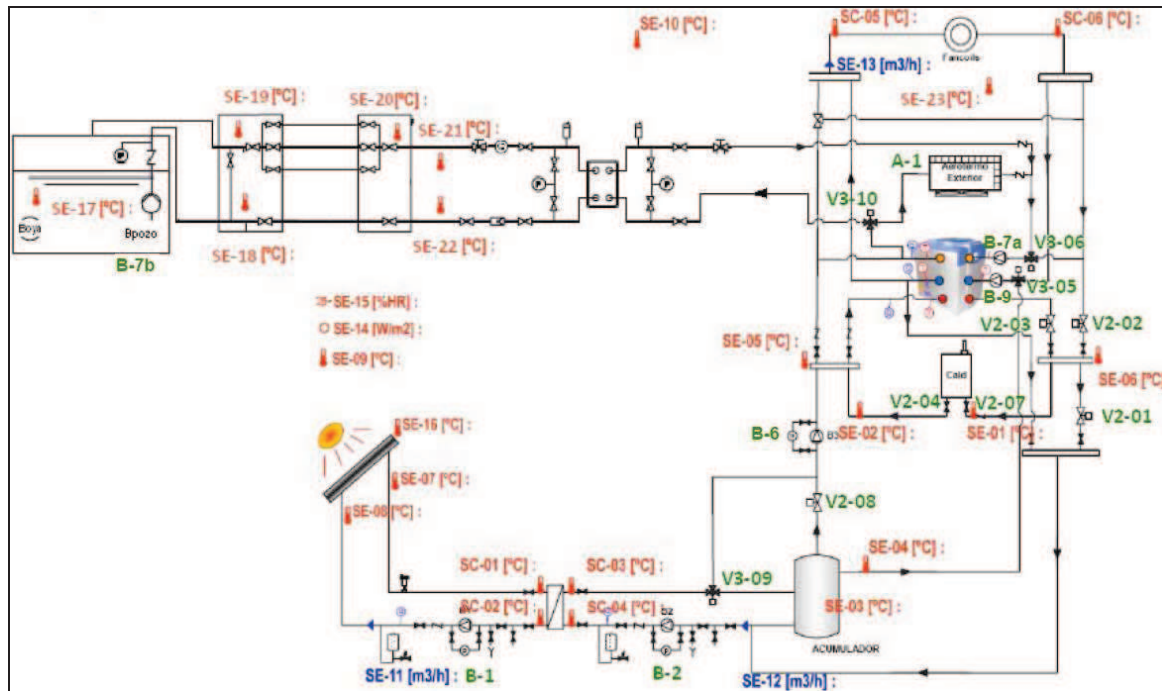 SE-10 [ºC] :
SC-05 [ºC] :
SC-06 [ºC] :
Fancoils
SE-13 [m3/h] :
SE-23 [ºC] :
SE-19 [ºC] :
SE-20 [ºC] :
SE-21 [ºC] :
A-1
Aerotermo
Exterior
P
Z
SE-17 [ºC] :
Boya
Bpozo
B-7b
SE-18 [ºC] :
SE-22 [ºC] :
P
P
V3-10
B-7a
V3-06
V3-05
B-9
SE-15 [%HR] :
SE-14 [W/m2] :
SE-09 [ºC] :
V2-03
V2-02
SE-05 [ºC] :
Cald
SE-06 [ºC] :
V2-04
V2-07
V2-01
SE-02 [ºC] :
SE-01 [ºC] :
B-6
SE-16 [ºC] :
SE-07 [ºC] :
SE-08 [ºC] :
V2-08
SE-04 [ºC] :
SC-01 [ºC] :
SC-03 [ºC] :
V3-09
SC-02 [ºC] :
SC-04 [ºC] :
SE-03 [ºC] :
B2
ACUMULADOR
SE-11 [m3/h] :
B-1
B-2
SE-12 [m3/h] :